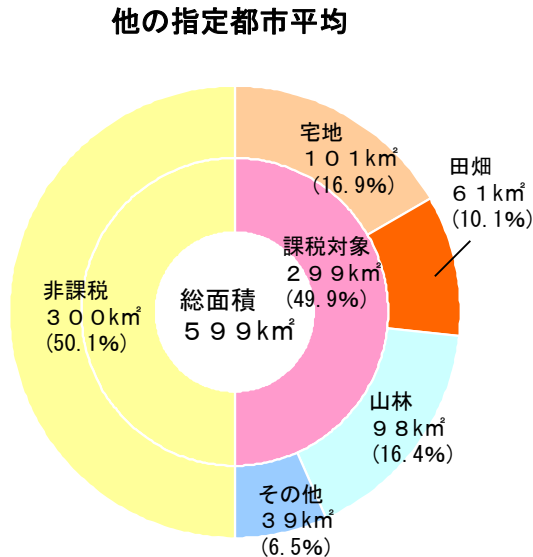 他の指定都市平均
宅地
１０１k㎡
(16.9%)
田畑
６１k㎡
(10.1%)
課税対象
２９９k㎡
(49.9%)
非課税
３００k㎡
(50.1%)
総面積
５９９k㎡
山林
９８k㎡
(16.4%)
その他
３９k㎡
(6.5%)